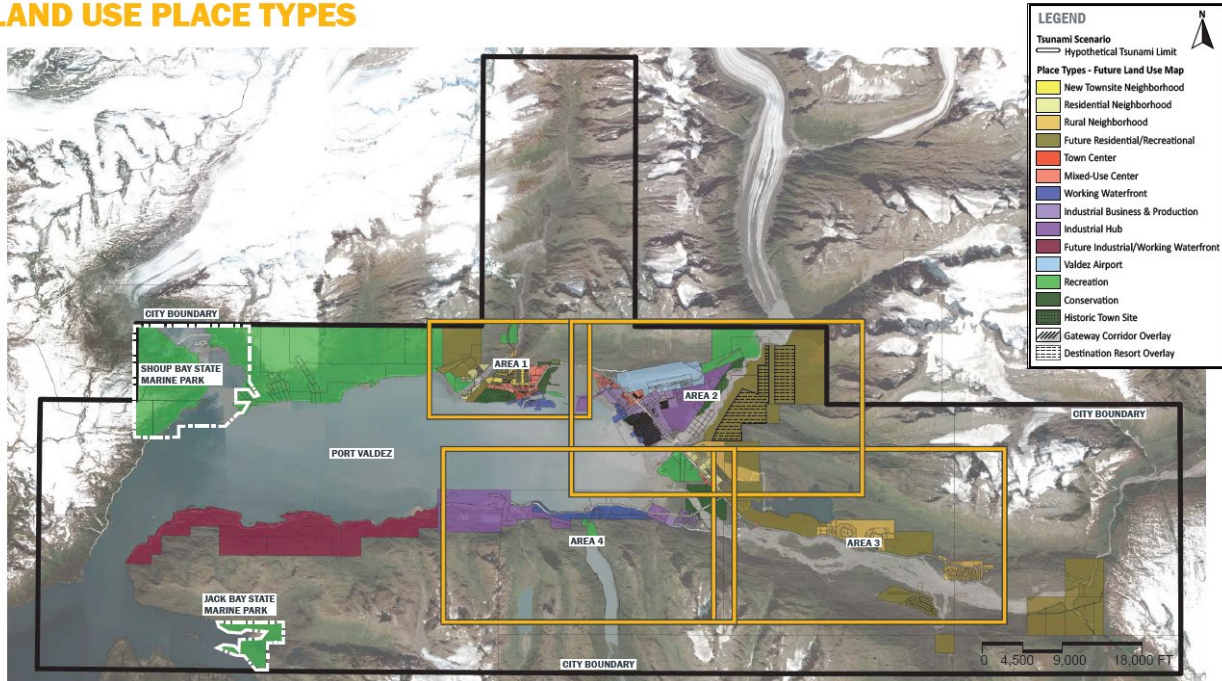 LAND USE PLACE TYPES
LEGEND
N
Tsunami Scenario
Hypothetical Tsunami Limit
Place Types - Future Land Use Map
New Townsite Neighborhood
Residential Neighborhood
Rural Neighborhood
Future Residential/Recreational
Town Center
Mixed-Use Center
Working Waterfront
Industrial Business & Production
Industrial Hub
Future Industrial/Working Waterfront
Valdez Airport
Recreation
Conservation
Historic Town Site
Gateway Corridor Overlay
Destination Resort Overlay
CITY BOUNDARY
SHOUP BAY STATE
MARINE PARK
AREA 1
AREA 2
CITY BOUNDARY
PORT VALDEZ
AREA 4
AREA 3
JACK BAY STATE
MARINE PARK
CITY BOUNDARY
0 4,500 9,000 18,000 FT